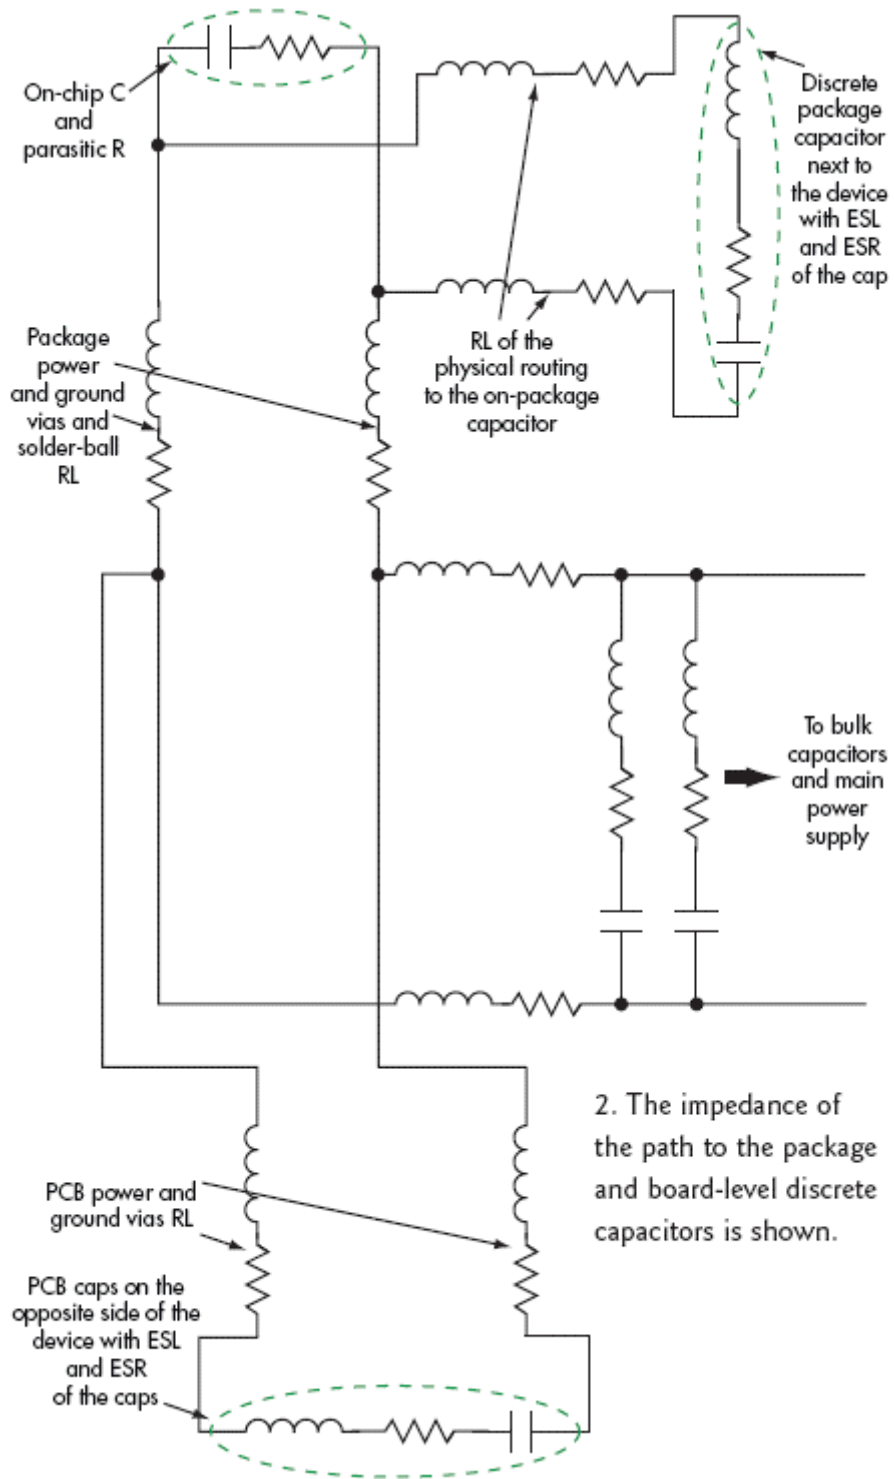 On-chip C
and
parasitic R
Discrete
package
capacitor
next to
the device
with ESL
and ESR
of the cap
Package
power
and ground
vias and
solder-ball
RL
RL of the
physical routing
to the on-package
capacitor
To bulk
capacitors
and main
power
supply
2. The impedance of
the path to the package
and board-level discrete
capacitors is shown.
PCB power and
ground vias RL
PCB caps on the
opposite side of the
device with ESL
and ESR
of the caps